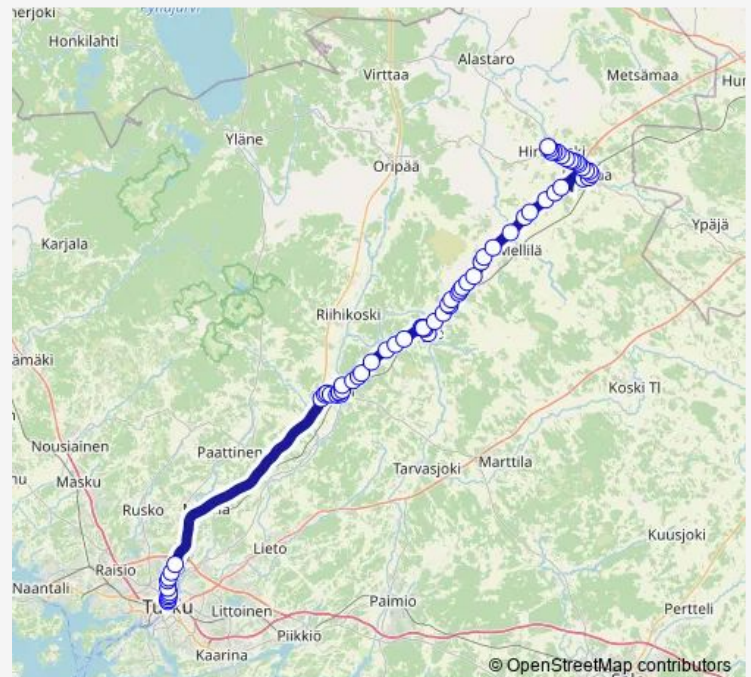 Honkilahti
Alastaro
Virttaa
Metsämaa
Yläne
Oripää
Ypäjä
Karjala
Mellilä
Riihikoski
Koski Tl
Nousiainen
Paattinen
Marttila
Tarvasjoki
Masku
Rusko
Kuusjoki
Lieto
Raisio
Naantali
Paimio
Pertteli
Littoinen
Piikkiö
Kaarina
© OpenStreetMap contributors